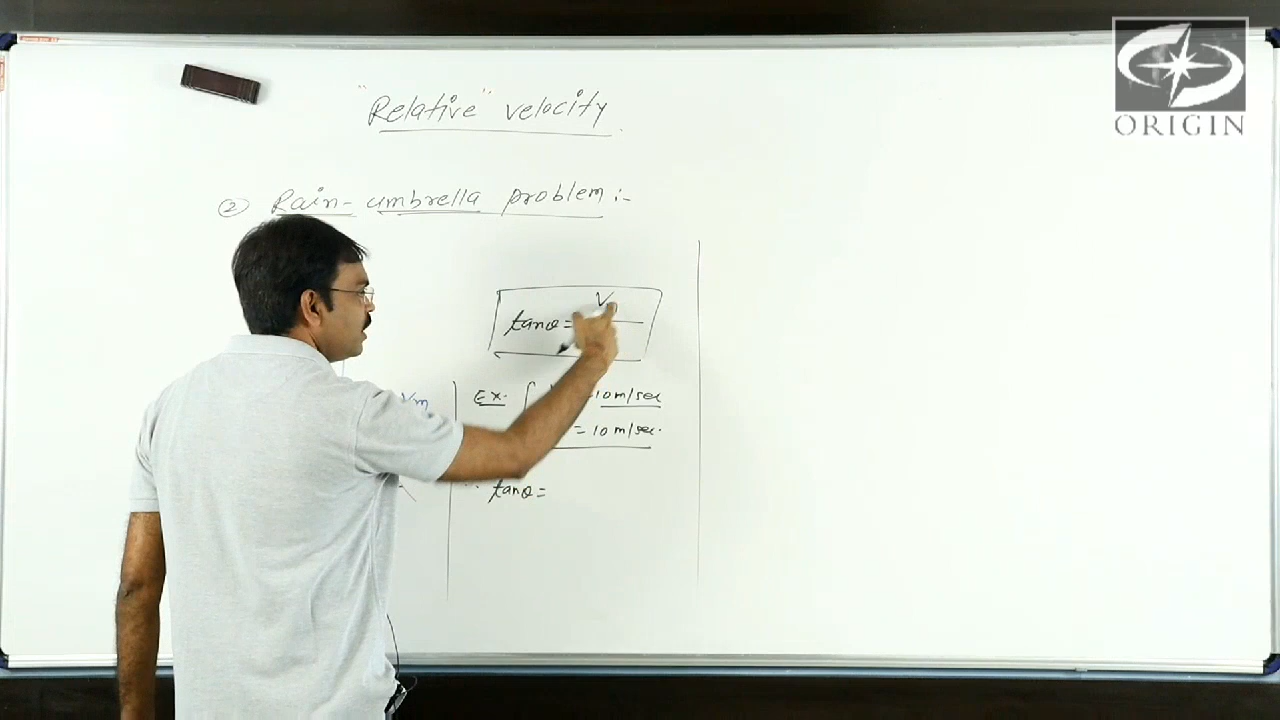 ORIGIN
"Relative" velocity
② Rain-umbrella problem :-
tanθ = V
Vm
Ex.
= 10 m/sec
= 10 m/sec.
∴ tanθ =